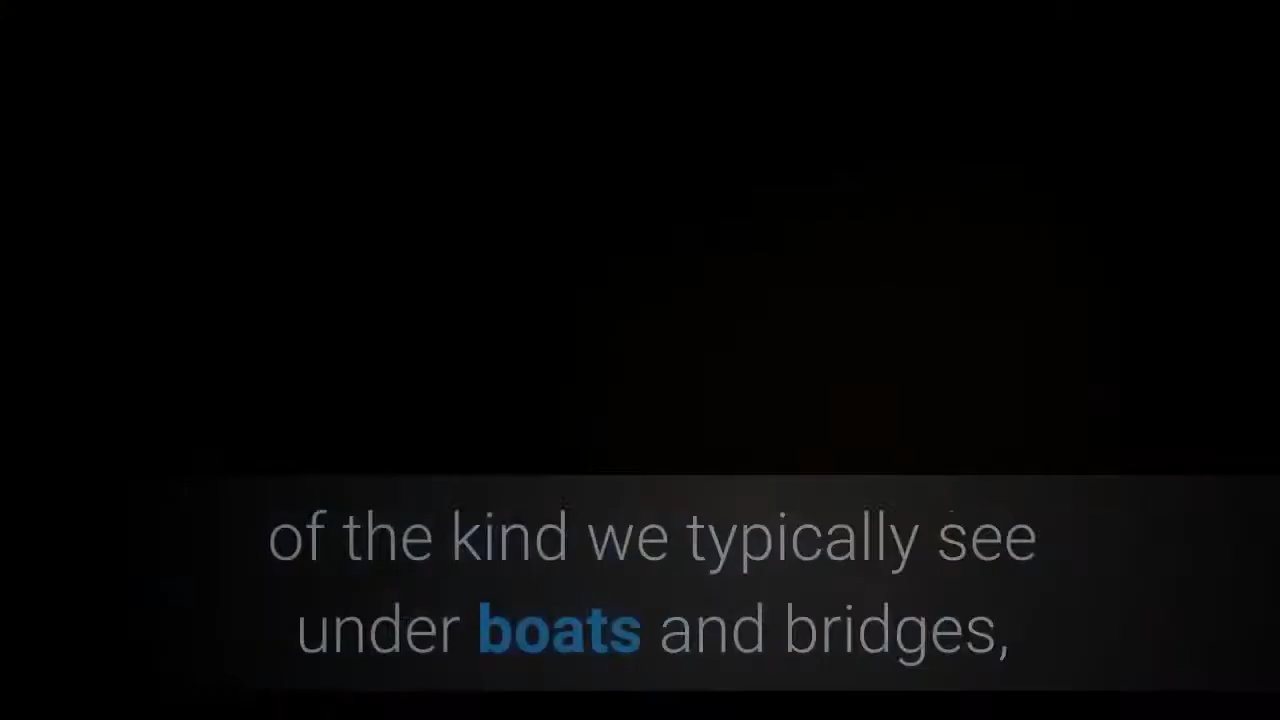 of the kind we typically see
under boats and bridges,